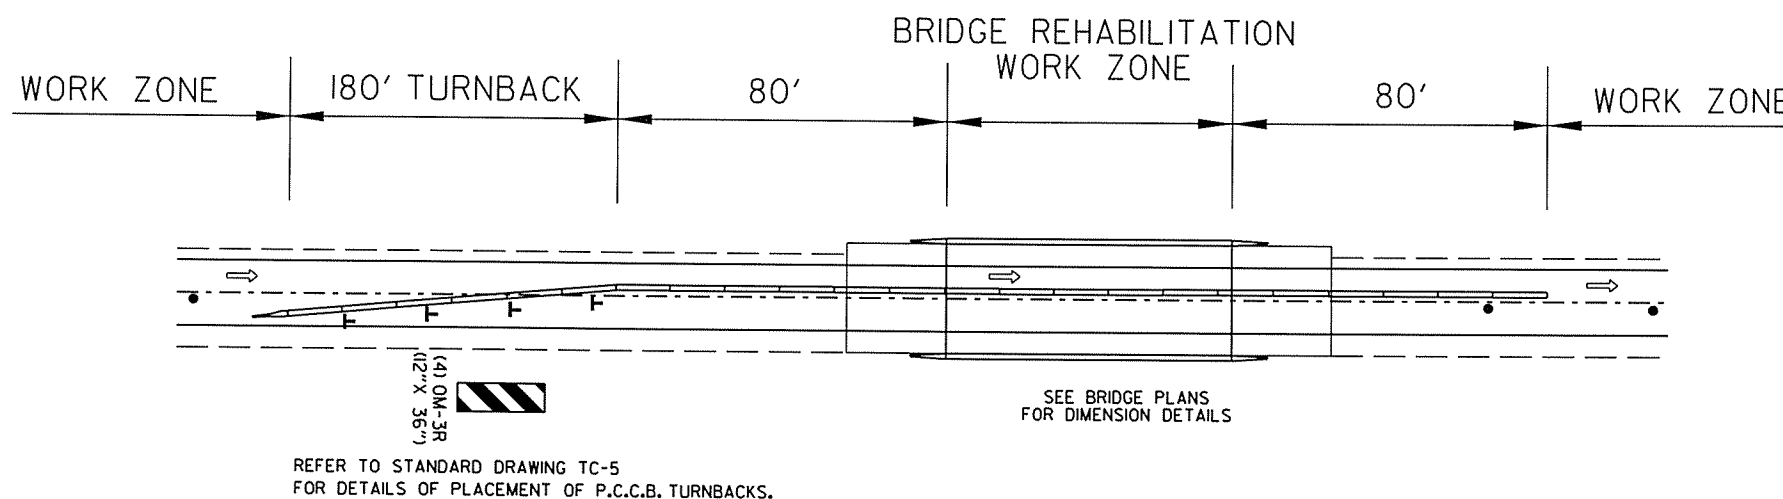 BRIDGE REHABILITATION
WORK ZONE
WORK ZONE
180' TURNBACK
80'
80'
WORK ZONE
(4) OM-3R
(12"X 36")
SEE BRIDGE PLANS
FOR DIMENSION DETAILS
REFER TO STANDARD DRAWING TC-5
FOR DETAILS OF PLACEMENT OF P.C.C.B. TURNBACKS.